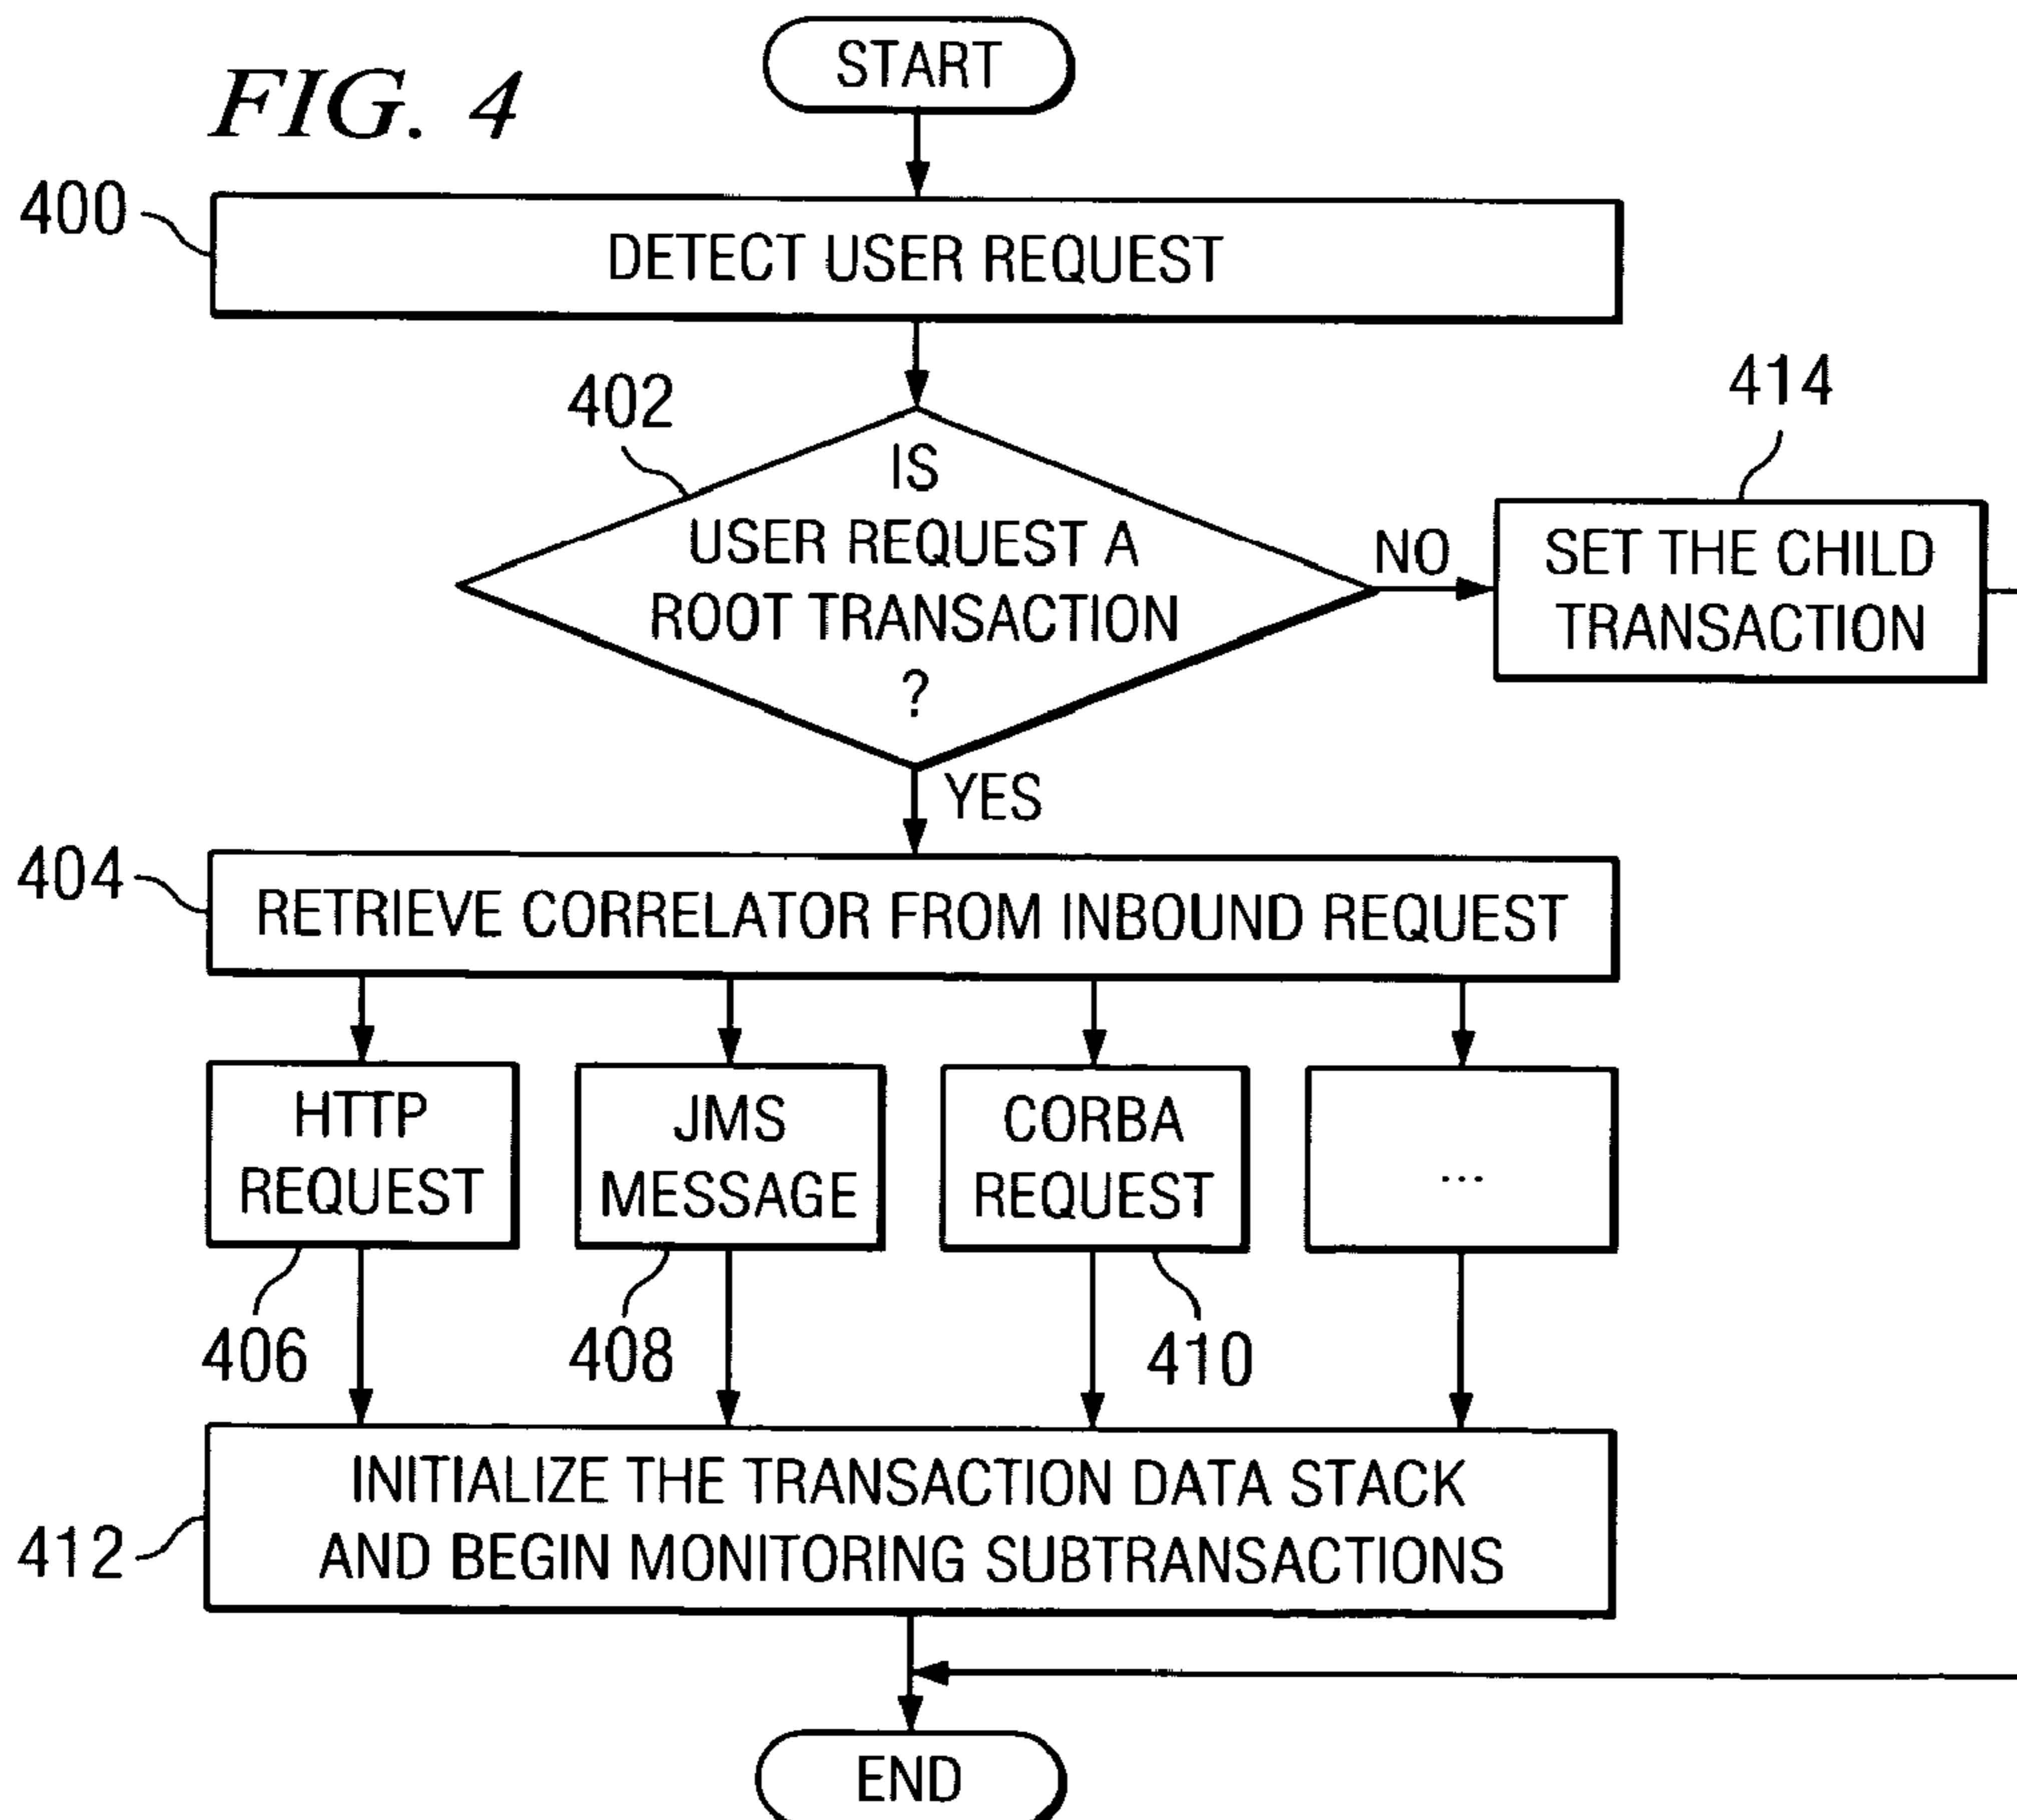 FIG. 4
START
400
DETECT USER REQUEST
402
IS
USER REQUEST A
ROOT TRANSACTION
?
NO
414
SET THE CHILD
TRANSACTION
YES
404
RETRIEVE CORRELATOR FROM INBOUND REQUEST
HTTP
REQUEST
JMS
MESSAGE
CORBA
REQUEST
...
406
408
410
412
INITIALIZE THE TRANSACTION DATA STACK
AND BEGIN MONITORING SUBTRANSACTIONS
END